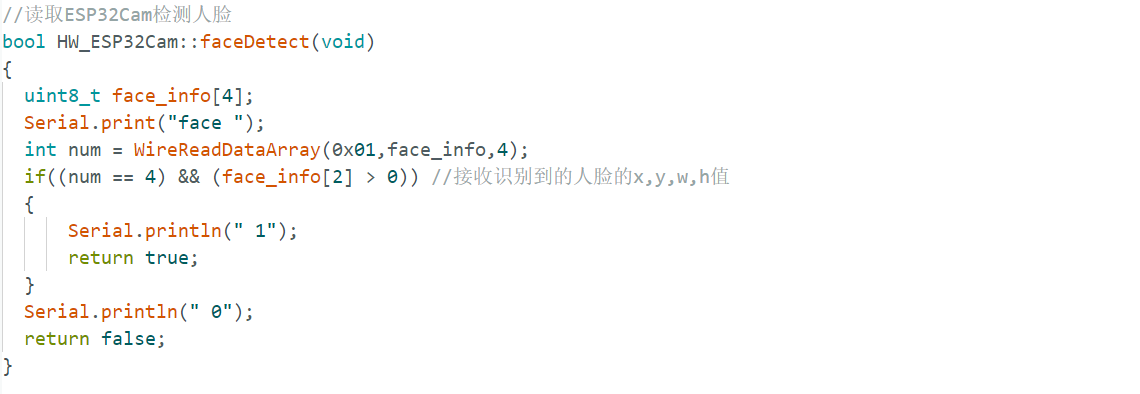 //读取ESP32Cam检测人脸
bool HW_ESP32Cam::faceDetect(void)
{
  uint8_t face_info[4];
  Serial.print("face ");
  int num = WireReadDataArray(0x01,face_info,4);
  if((num == 4) && (face_info[2] > 0)) //接收识别到的人脸的x,y,w,h值
  {
      Serial.println(" 1");
      return true;
  }
  Serial.println(" 0");
  return false;
}